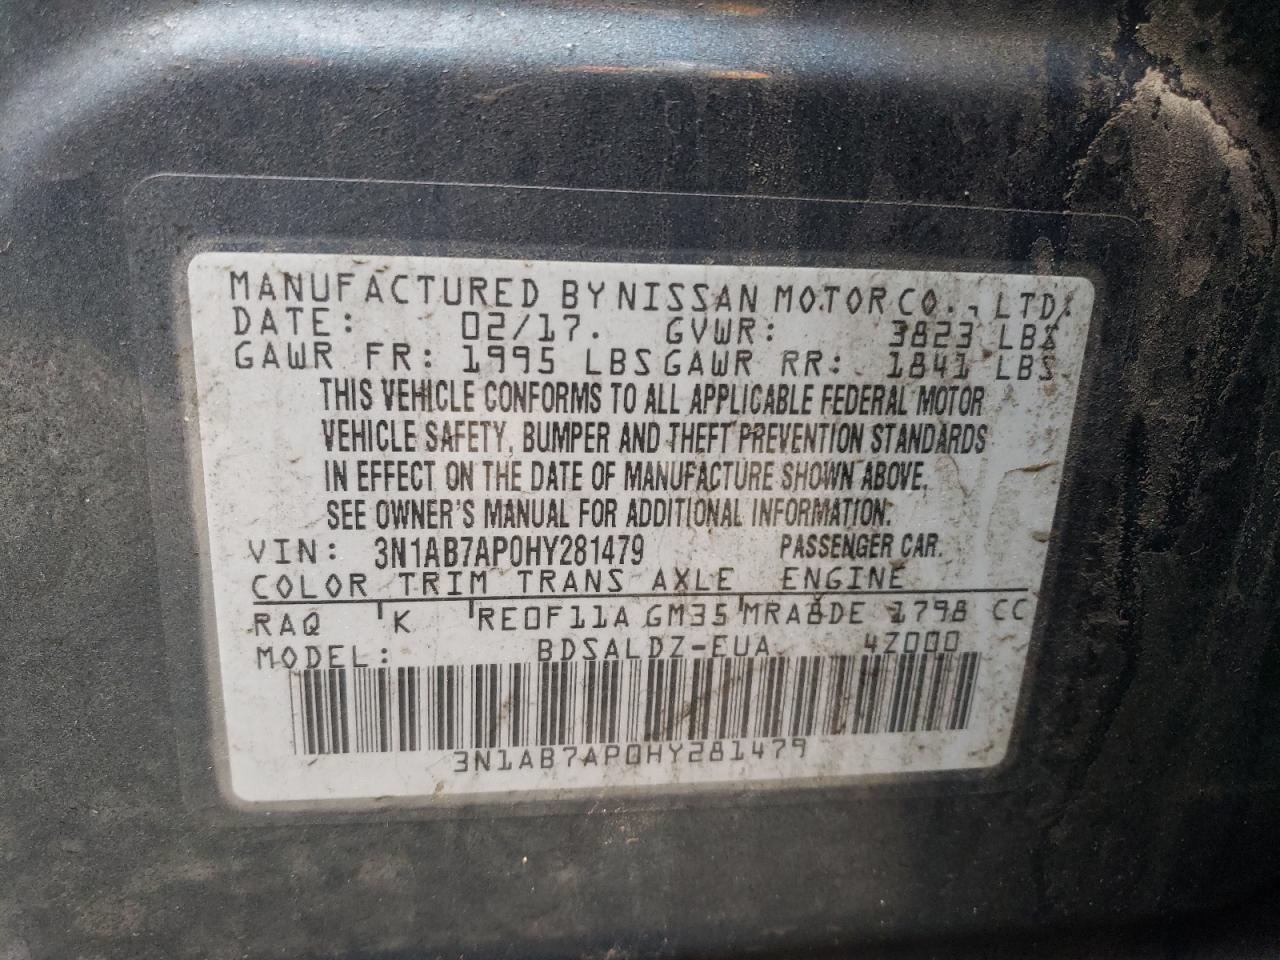 MANUFACTURED BY NISSAN MOTOR CO., LTD.
DATE: 02/17. GVWR: 3823 LBS
GAWR FR: 1995 LBS GAWR RR: 1841 LBS
THIS VEHICLE CONFORMS TO ALL APPLICABLE FEDERAL MOTOR
VEHICLE SAFETY, BUMPER AND THEFT PREVENTION STANDARDS
IN EFFECT ON THE DATE OF MANUFACTURE SHOWN ABOVE.
SEE OWNER'S MANUAL FOR ADDITIONAL INFORMATION.
VIN: 3N1AB7AP0HY281479 PASSENGER CAR.
COLOR TRIM TRANS AXLE ENGINE
RAQ K RE0F11A GM35 MRA8DE 1798 CC
MODEL: BDSALDZ-EUA 4Z000
3N1AB7AP0HY281479